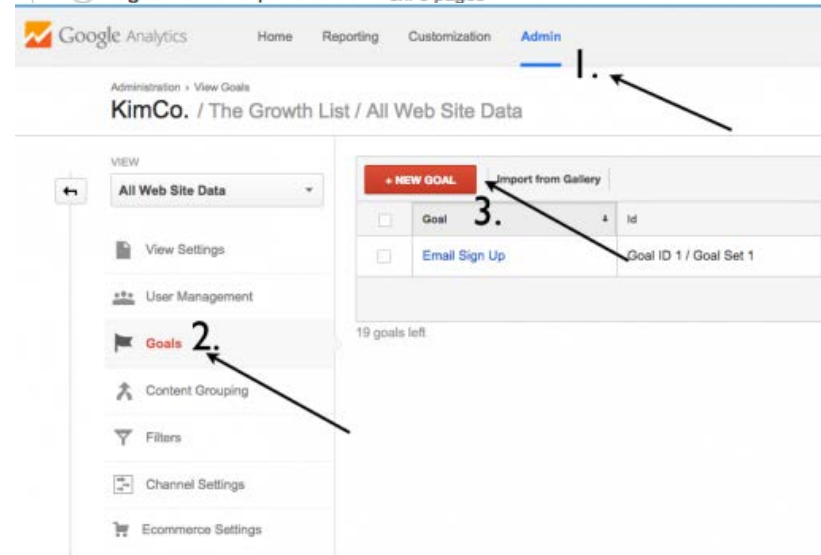 Google Analytics Home Reporting Customization Admin
1.
Administration › View Goals
KimCo. / The Growth List / All Web Site Data
VIEW
All Web Site Data
+ NEW GOAL Import from Gallery
3.
Goal Id
View Settings
Email Sign Up Goal ID 1 / Goal Set 1
User Management
19 goals left
Goals 2.
Content Grouping
Filters
Channel Settings
Ecommerce Settings